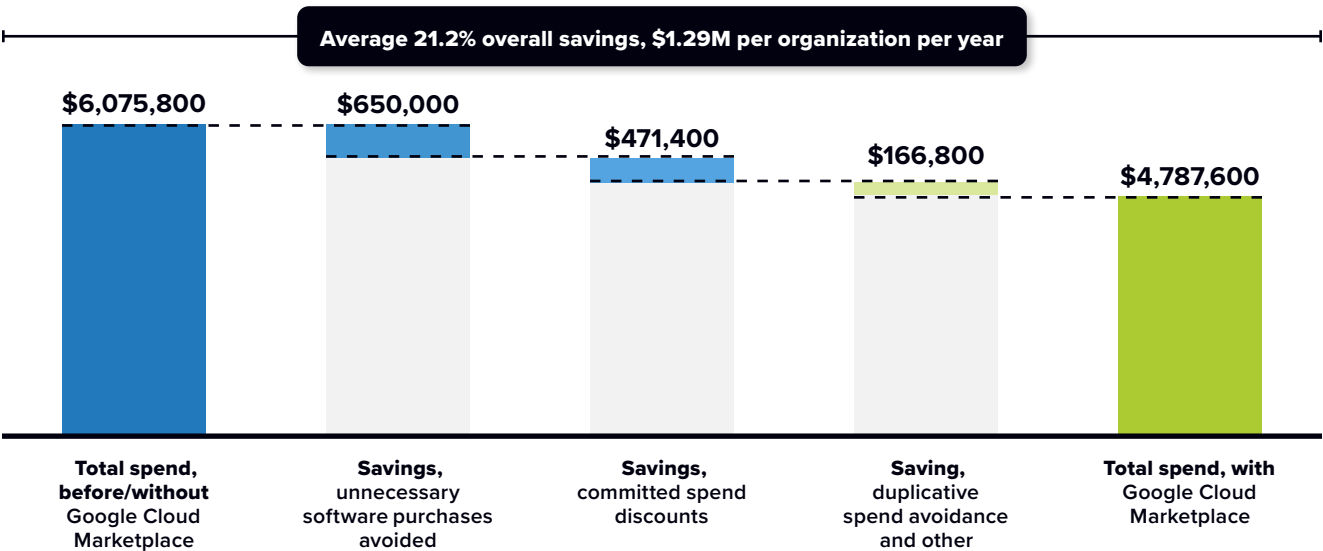 Average 21.2% overall savings, $1.29M per organization per year
$6,075,800
$650,000
$471,400
$166,800
$4,787,600
Total spend,
before/without
Google Cloud
Marketplace
Savings,
unnecessary
software purchases
avoided
Savings,
committed spend
discounts
Saving,
duplicative
spend avoidance
and other
Total spend, with
Google Cloud
Marketplace